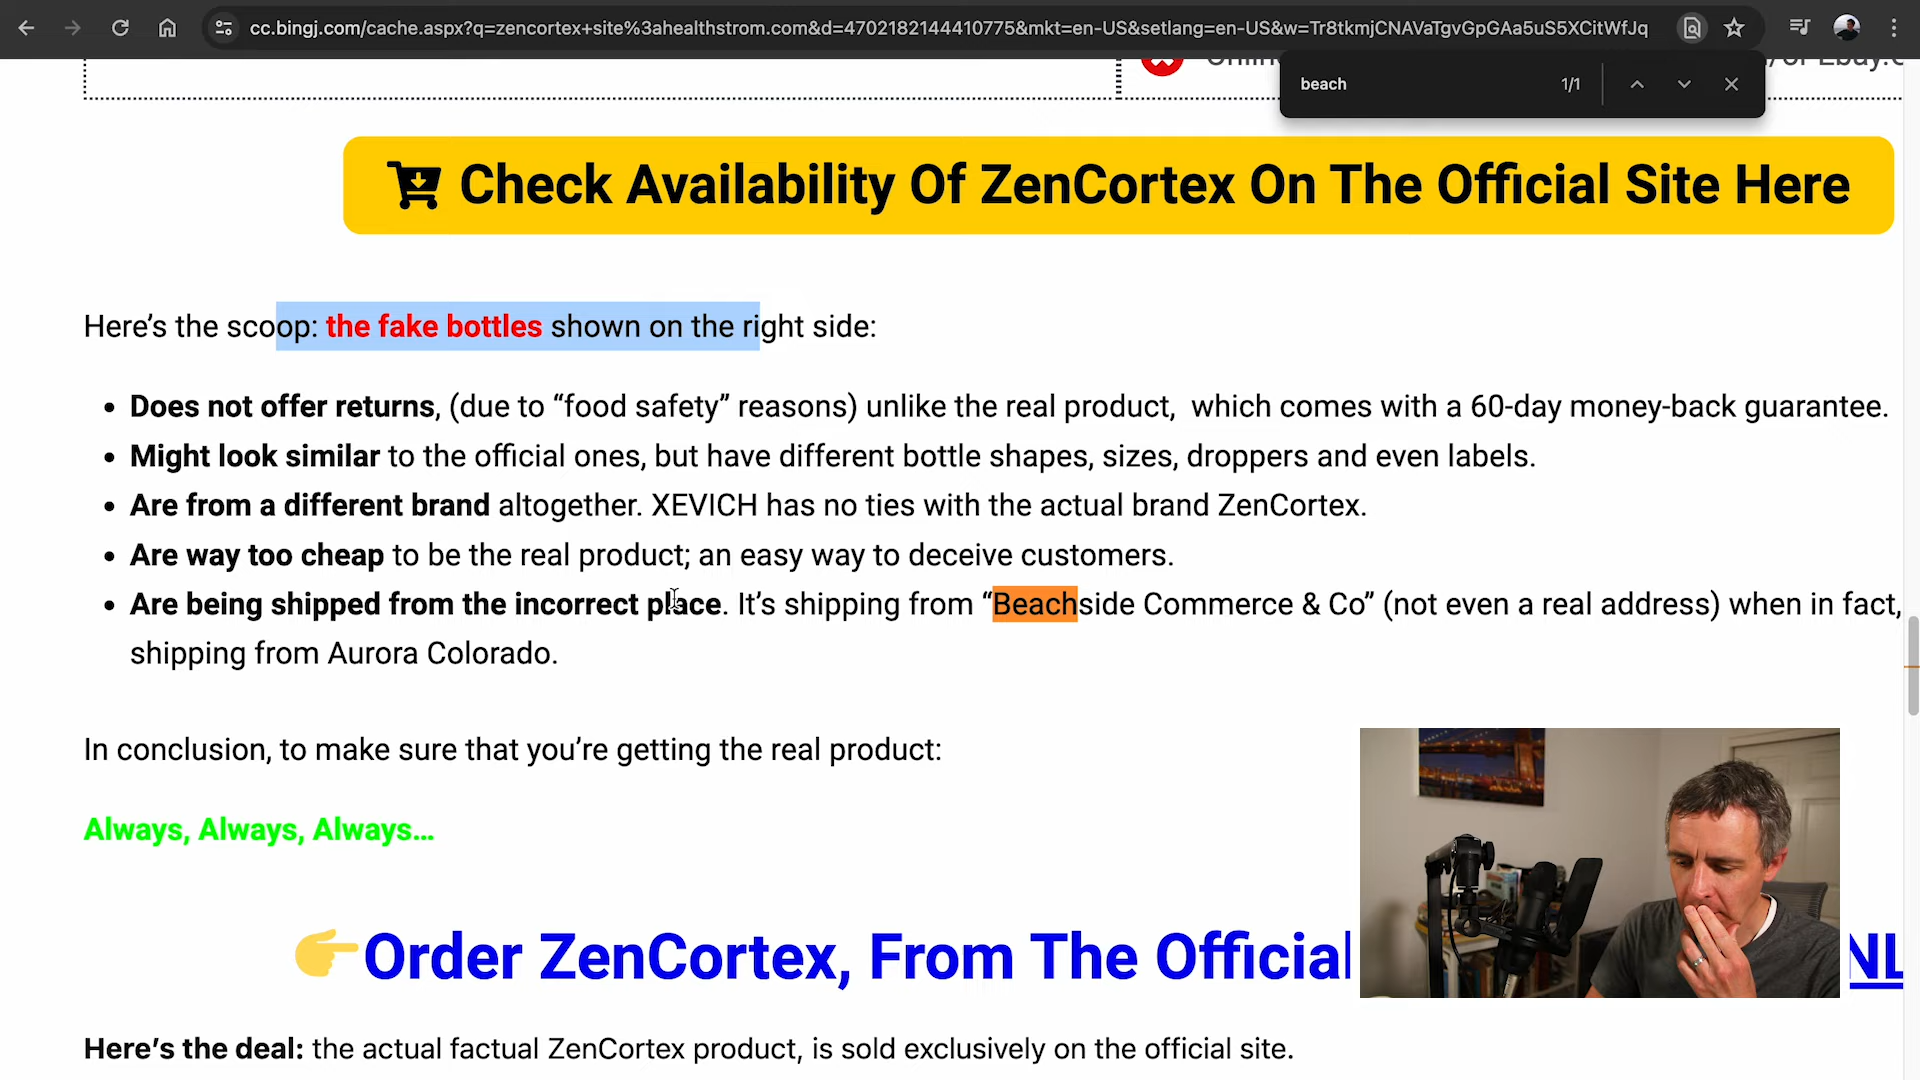 cc.bingj.com/cache.aspx?q=zencortex+site%3ahealthstrom.com&d=4702182144410775&mkt=en-US&setlang=en-US&w=Tr8tkmjCNAVaTgvGpGAa5uS5XCitWfJq
beach 1/1
Check Availability Of ZenCortex On The Official Site Here
Here’s the scoop: the fake bottles shown on the right side:
• Does not offer returns, (due to “food safety” reasons) unlike the real product, which comes with a 60-day money-back guarantee.
• Might look similar to the official ones, but have different bottle shapes, sizes, droppers and even labels.
• Are from a different brand altogether. XEVICH has no ties with the actual brand ZenCortex.
• Are way too cheap to be the real product; an easy way to deceive customers.
• Are being shipped from the incorrect place. It’s shipping from “Beachside Commerce & Co” (not even a real address) when in fact,
shipping from Aurora Colorado.
In conclusion, to make sure that you’re getting the real product:
Always, Always, Always…
Order ZenCortex, From The Official NL
Here’s the deal: the actual factual ZenCortex product, is sold exclusively on the official site.